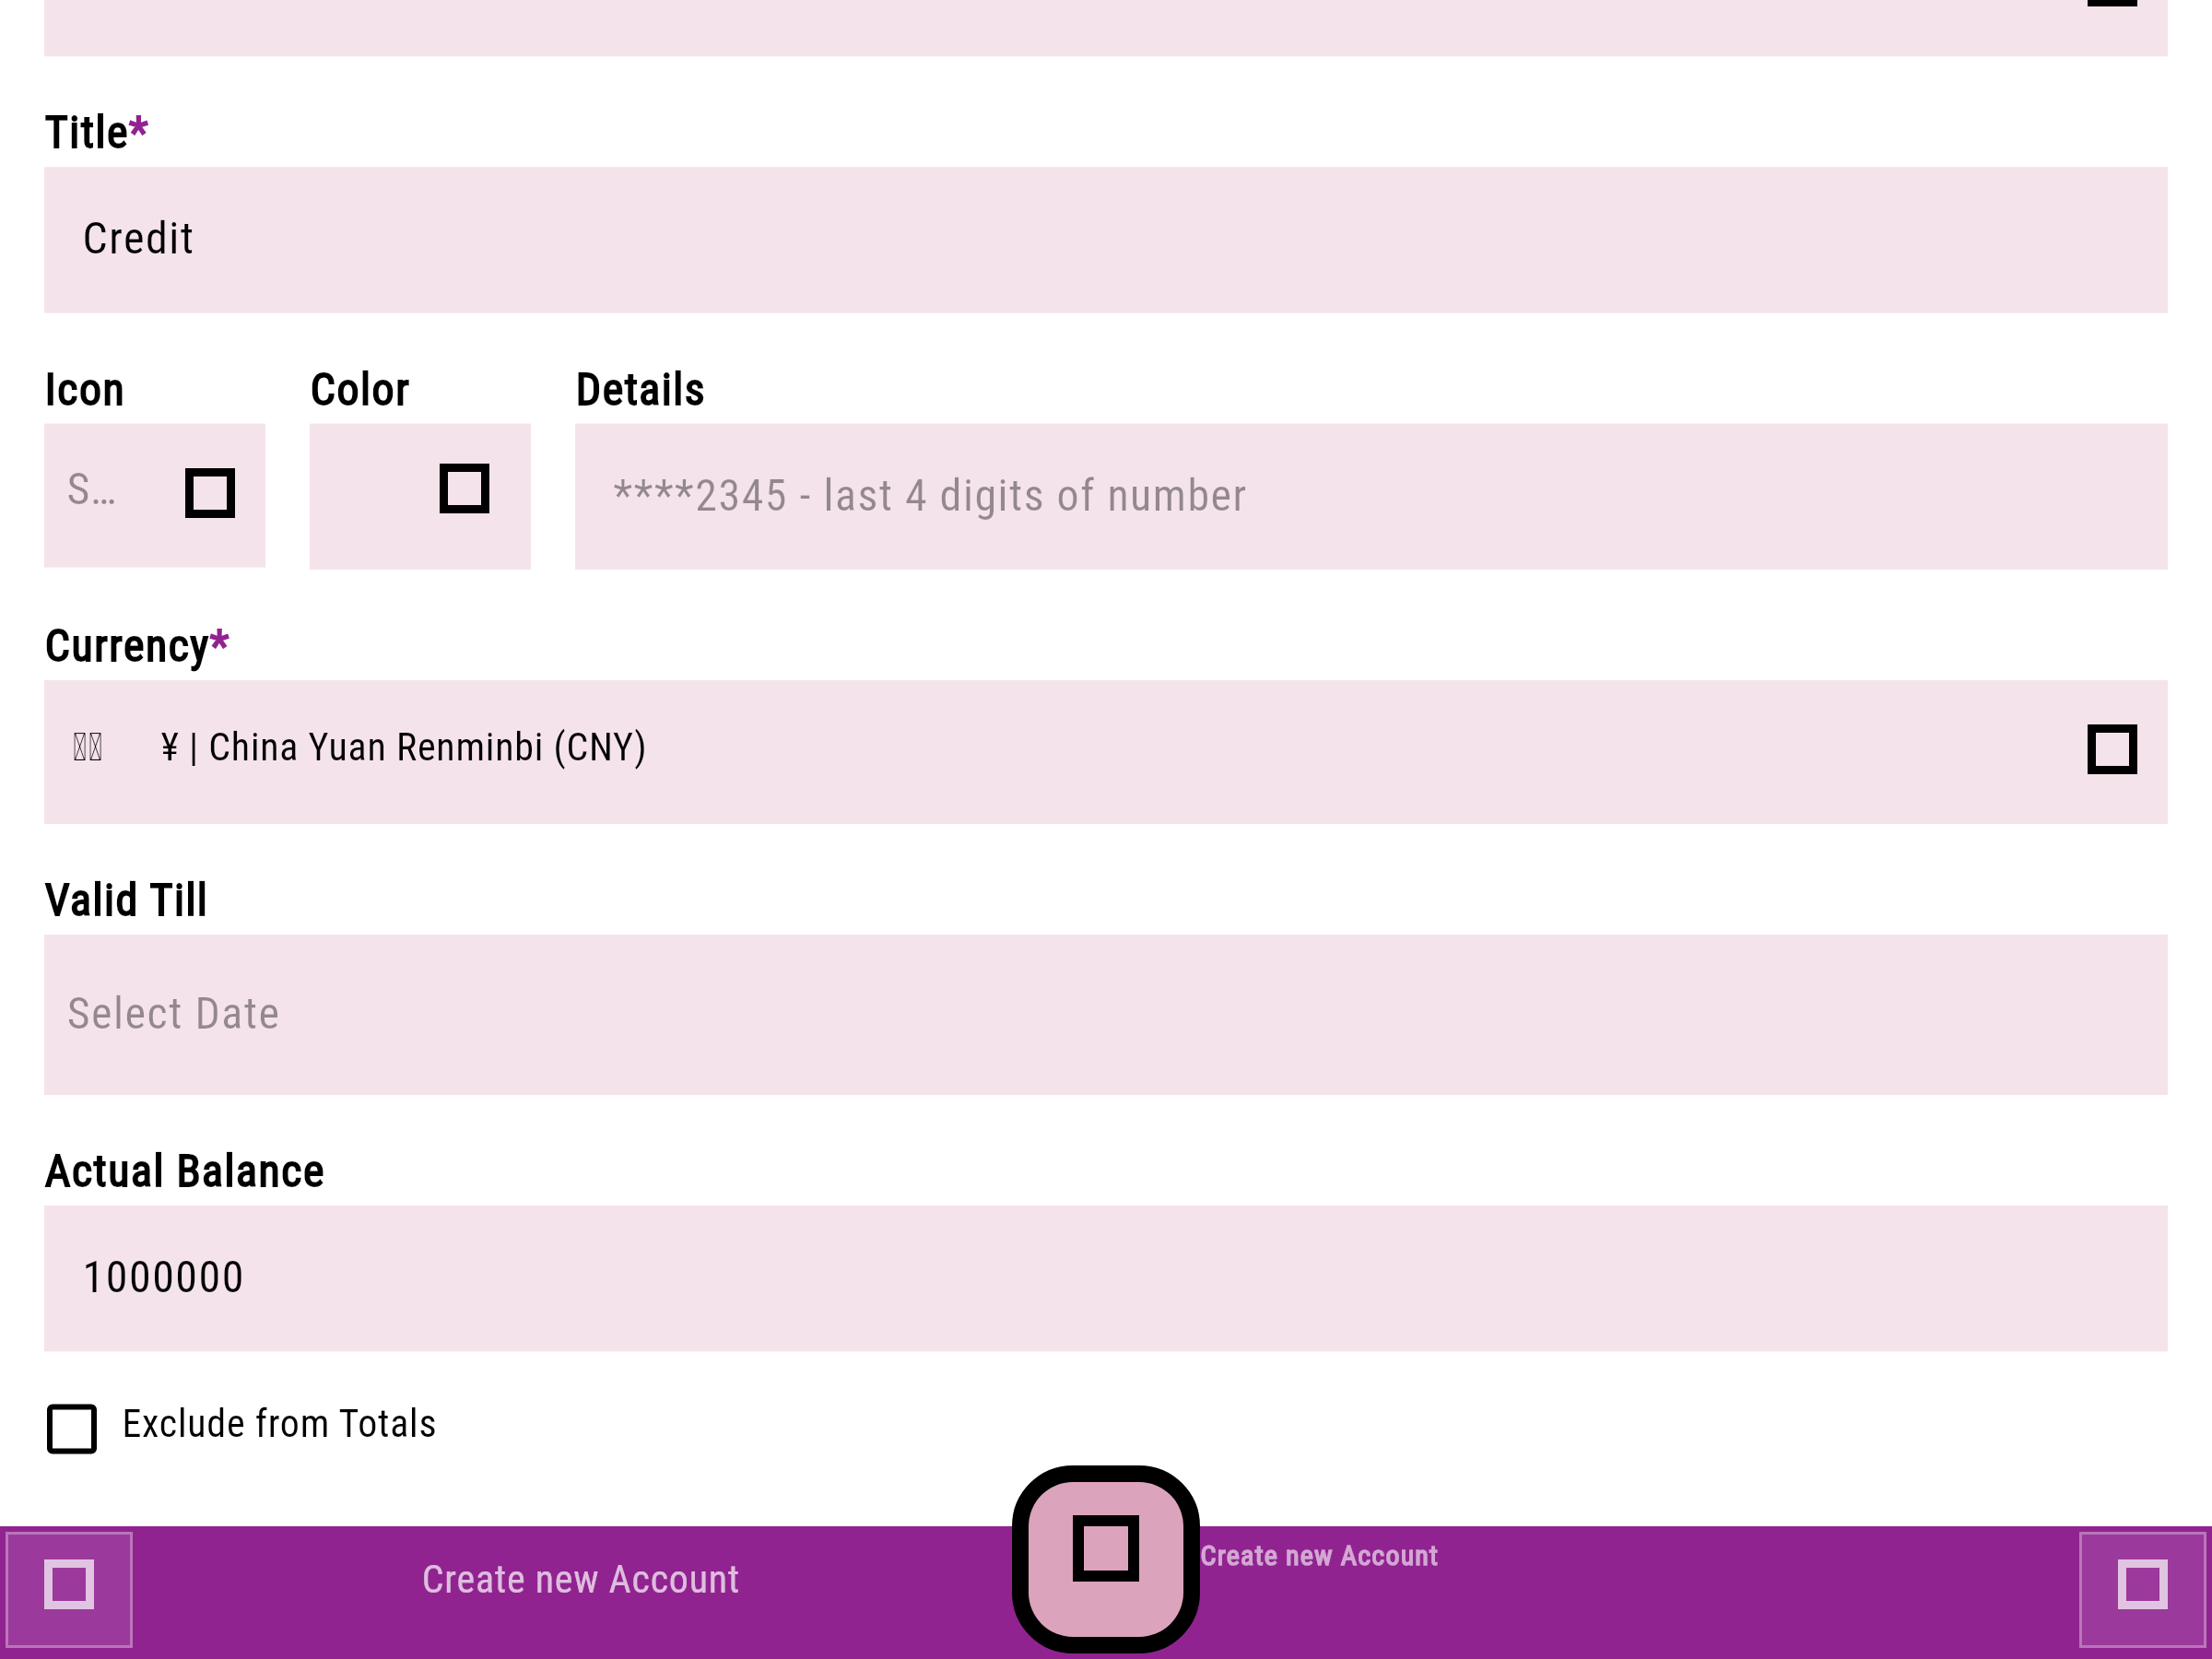 Title*
Credit
Icon
Color
Details
S...
****2345 - last 4 digits of number
Currency*
¥ | China Yuan Renminbi (CNY)
Valid Till
Select Date
Actual Balance
1000000
Exclude from Totals
Create new Account
Create new Account